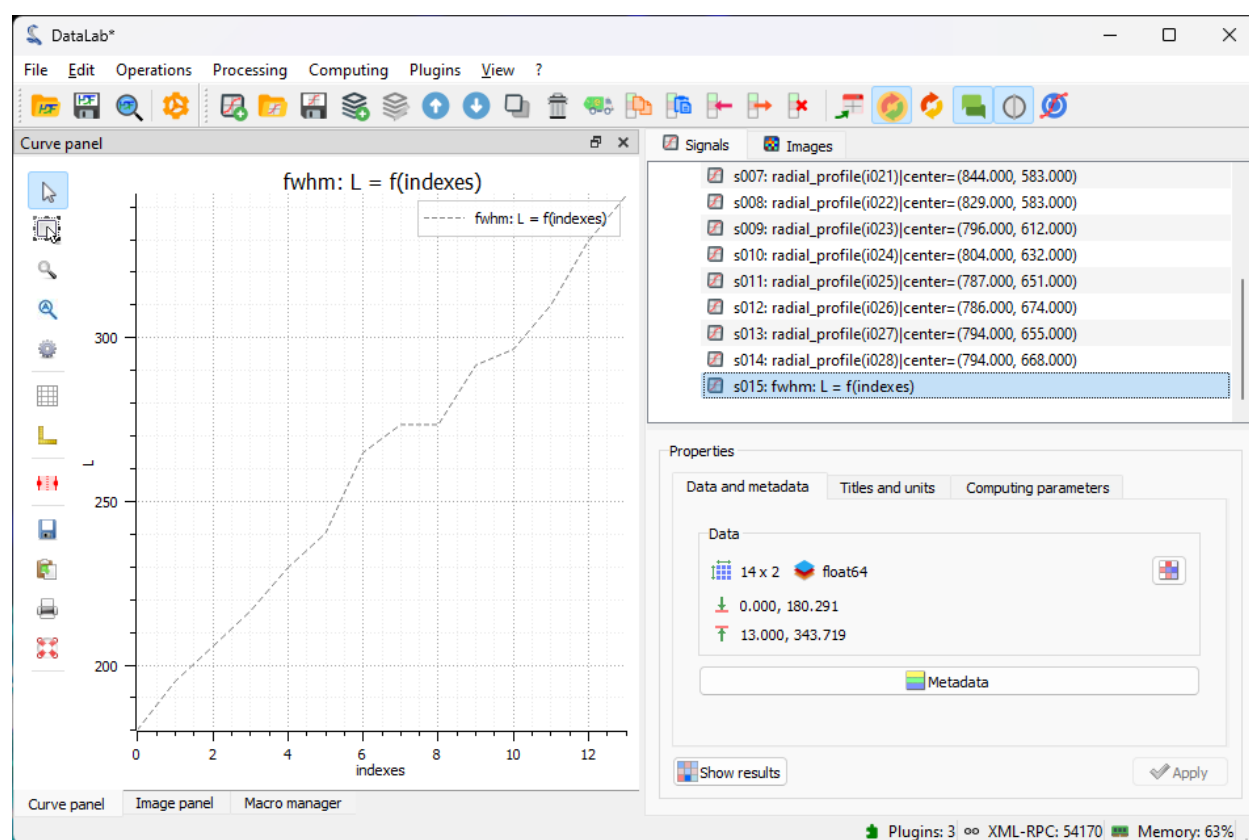 DataLab*
File Edit Operations Processing Computing Plugins View ?
Curve panel
fwhm: L = f(indexes)
fwhm: L = f(indexes)
300
250
200
L
0 2 4 6 8 10 12
indexes
Curve panel Image panel Macro manager
Signals Images
s007: radial_profile(i021)|center=(844.000, 583.000)
s008: radial_profile(i022)|center=(829.000, 583.000)
s009: radial_profile(i023)|center=(796.000, 612.000)
s010: radial_profile(i024)|center=(804.000, 632.000)
s011: radial_profile(i025)|center=(787.000, 651.000)
s012: radial_profile(i026)|center=(786.000, 674.000)
s013: radial_profile(i027)|center=(794.000, 655.000)
s014: radial_profile(i028)|center=(794.000, 668.000)
s015: fwhm: L = f(indexes)
Properties
Data and metadata Titles and units Computing parameters
Data
14 x 2 float64
0.000, 180.291
13.000, 343.719
Metadata
Show results Apply
Plugins: 3 XML-RPC: 54170 Memory: 63%